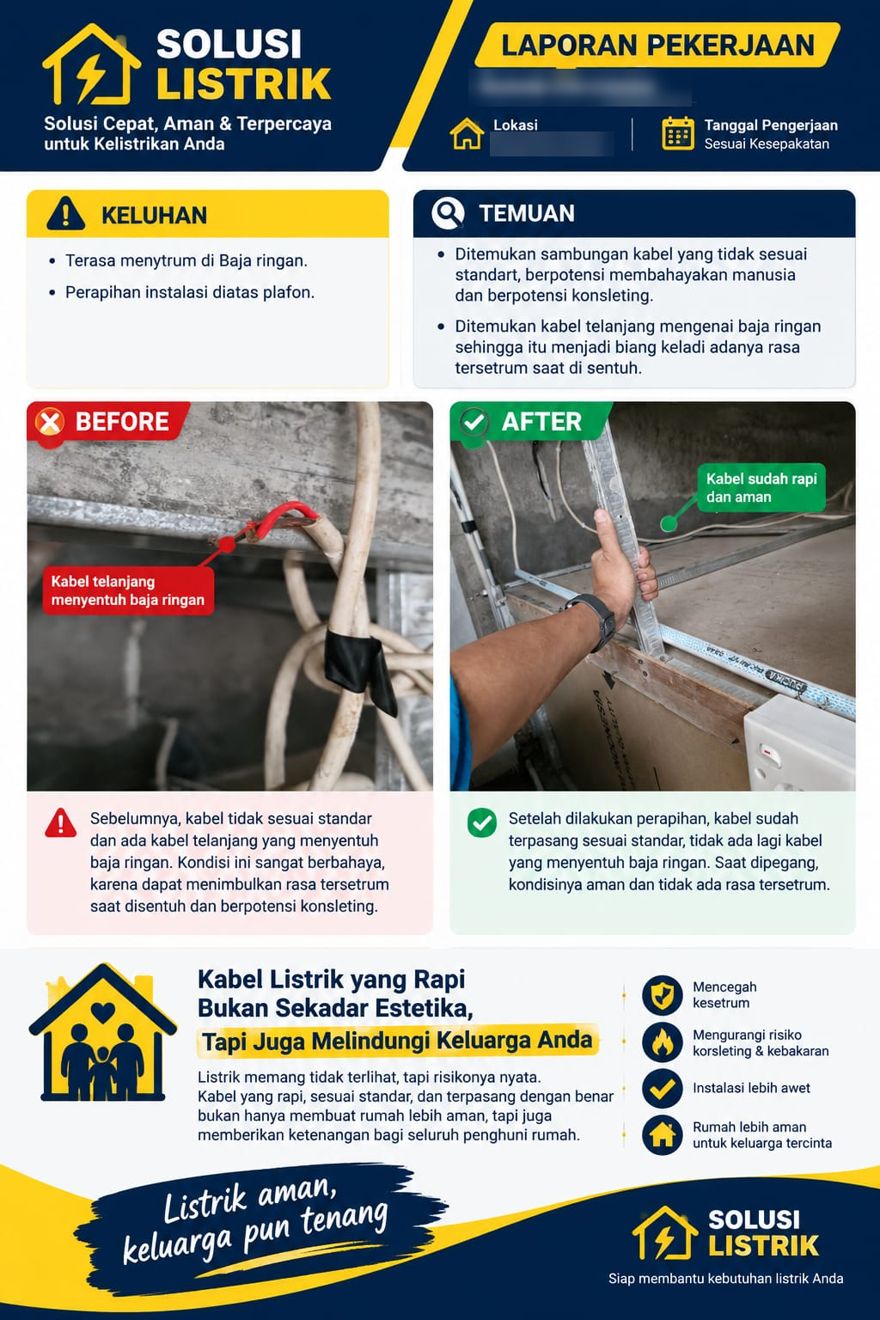 SOLUSI
LISTRIK
Solusi Cepat, Aman & Terpercaya
untuk Kelistrikan Anda
LAPORAN PEKERJAAN
Lokasi
Tanggal Pengerjaan
Sesuai Kesepakatan
KELUHAN
• Terasa menytrum di Baja ringan.
• Perapihan instalasi diatas plafon.
TEMUAN
• Ditemukan sambungan kabel yang tidak sesuai
standart, berpotensi membahayakan manusia
dan berpotensi konsleting.
• Ditemukan kabel telanjang mengenai baja ringan
sehingga itu menjadi biang keladi adanya rasa
tersetrum saat di sentuh.
BEFORE
Kabel telanjang
menyentuh baja ringan
Sebelumnya, kabel tidak sesuai standar
dan ada kabel telanjang yang menyentuh
baja ringan. Kondisi ini sangat berbahaya,
karena dapat menimbulkan rasa tersetrum
saat disentuh dan berpotensi konsleting.
AFTER
Kabel sudah rapi
dan aman
Setelah dilakukan perapihan, kabel sudah
terpasang sesuai standar, tidak ada lagi kabel
yang menyentuh baja ringan. Saat dipegang,
kondisinya aman dan tidak ada rasa tersetrum.
Kabel Listrik yang Rapi
Bukan Sekadar Estetika,
Tapi Juga Melindungi Keluarga Anda
Listrik memang tidak terlihat, tapi risikonya nyata.
Kabel yang rapi, sesuai standar, dan terpasang dengan benar
bukan hanya membuat rumah lebih aman, tapi juga
memberikan ketenangan bagi seluruh penghuni rumah.
Mencegah
kesetrum
Mengurangi risiko
korsleting & kebakaran
Instalasi lebih awet
Rumah lebih aman
untuk keluarga tercinta
Listrik aman,
keluarga pun tenang
SOLUSI
LISTRIK
Siap membantu kebutuhan listrik Anda